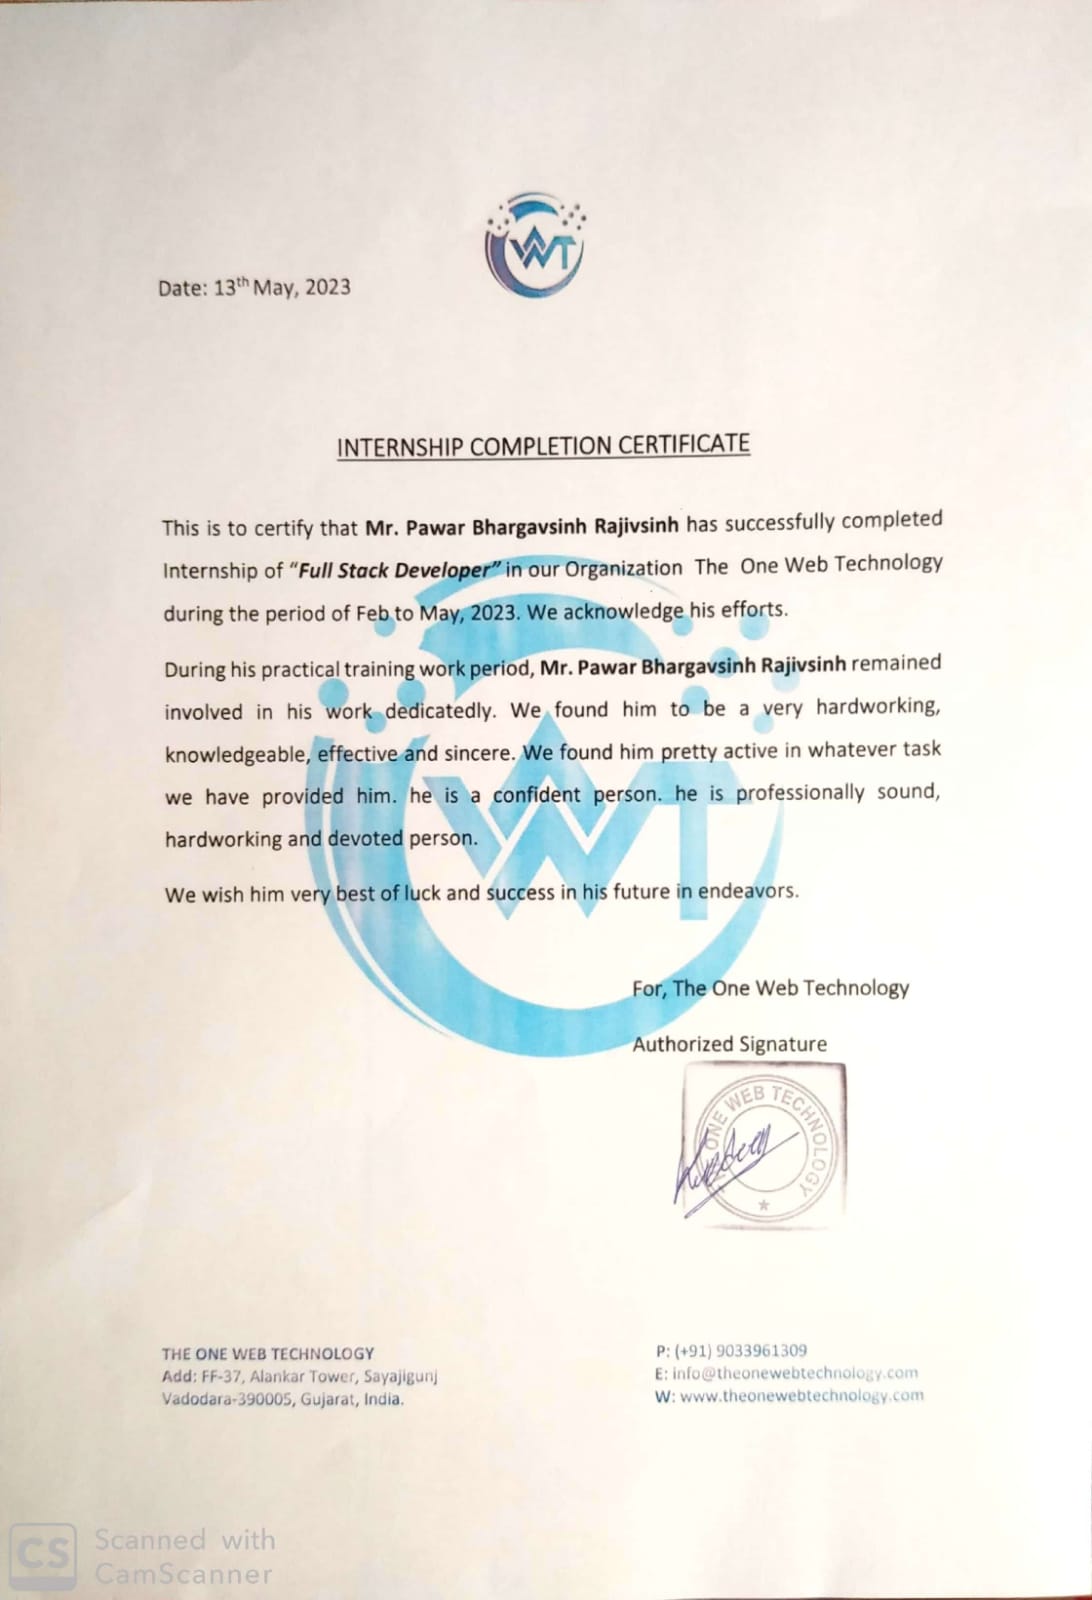 WT
Date: 13th May, 2023
INTERNSHIP COMPLETION CERTIFICATE
This is to certify that Mr. Pawar Bhargavsinh Rajivsinh has successfully completed
Internship of “Full Stack Developer” in our Organization The One Web Technology
during the period of Feb to May, 2023. We acknowledge his efforts.
During his practical training work period, Mr. Pawar Bhargavsinh Rajivsinh remained
involved in his work dedicatedly. We found him to be a very hardworking,
knowledgeable, effective and sincere. We found him pretty active in whatever task
we have provided him. he is a confident person. he is professionally sound,
hardworking and devoted person.
We wish him very best of luck and success in his future in endeavors.
WT
For, The One Web Technology
Authorized Signature
ONE WEB TECHNOLOGY
THE ONE WEB TECHNOLOGY
Add: FF-37, Alankar Tower, Sayajigunj
Vadodara-390005, Gujarat, India.
P: (+91) 9033961309
E: info@theonewebtechnology.com
W: www.theonewebtechnology.com
CS
Scanned with
CamScanner